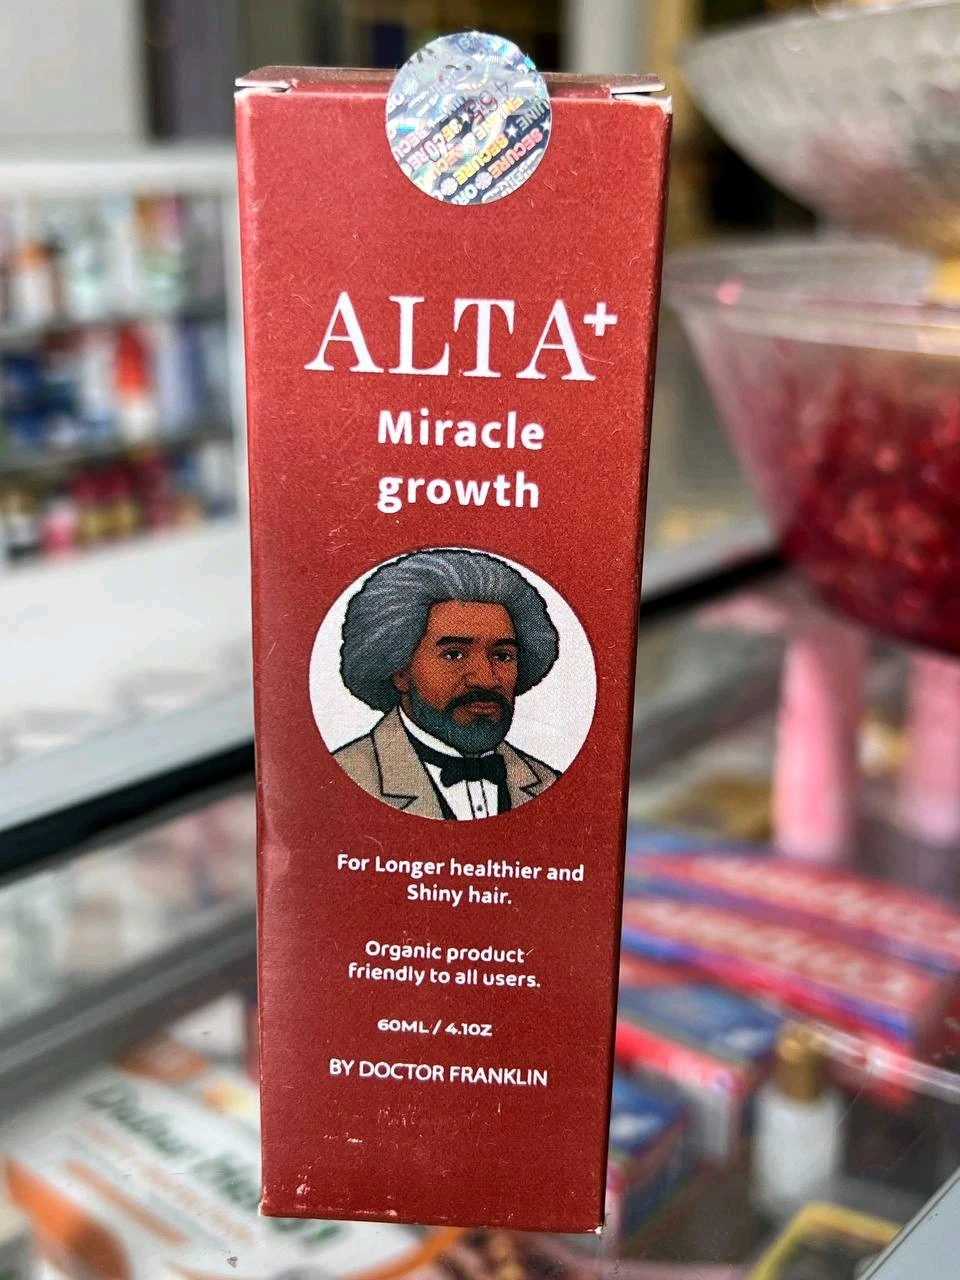 ALTA+
Miracle
growth
For Longer healthier and
Shiny hair.
Organic product
friendly to all users.
60ML / 4.1OZ
BY DOCTOR FRANKLIN
SECURE